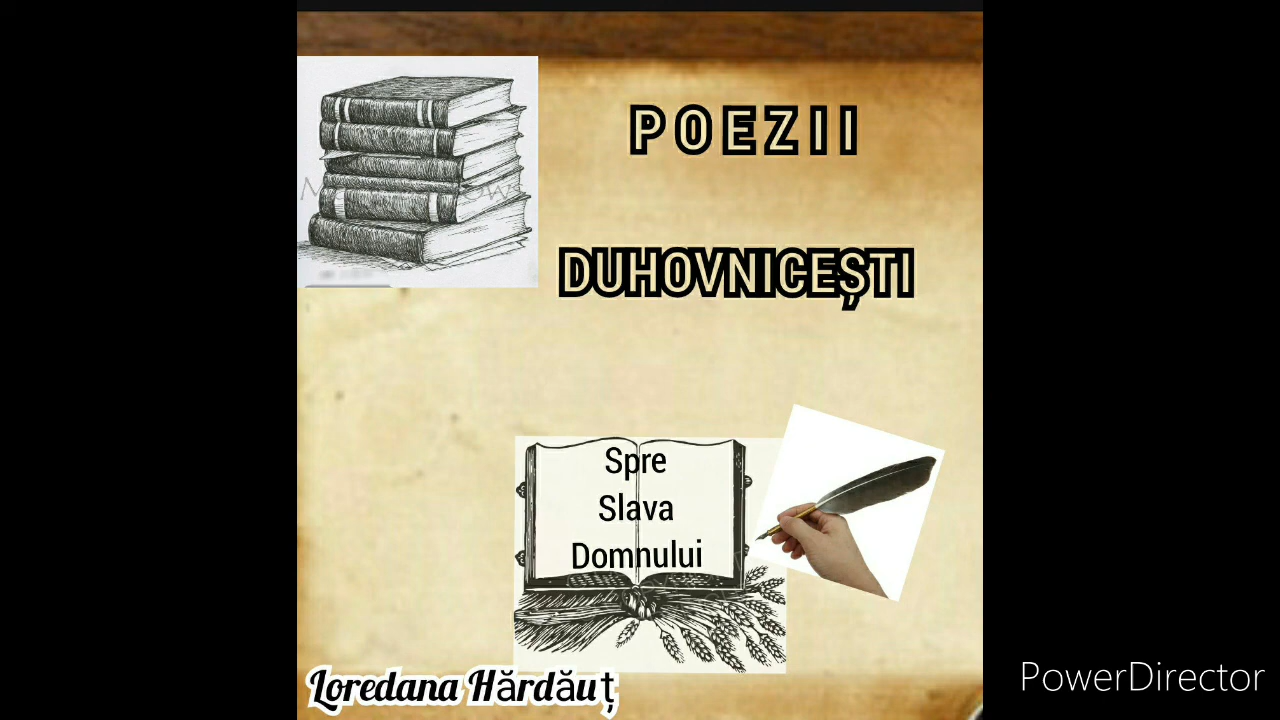 POEZII
DUHOVNICEȘTI
Spre
Slava
Domnului
Loredana Hărdăuț
PowerDirector